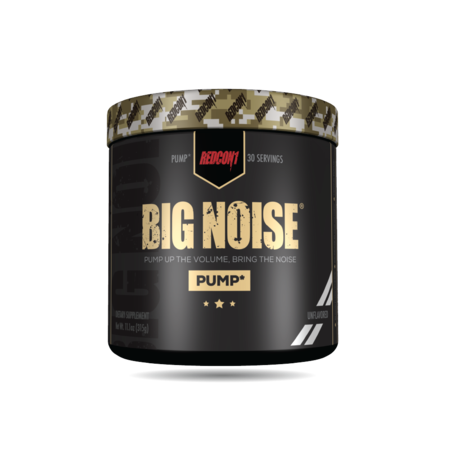 PUMP* REDCON1 30 SERVINGS
BIG NOISE®
PUMP UP THE VOLUME, BRING THE NOISE
PUMP*
DIETARY SUPPLEMENT
UNFLAVORED